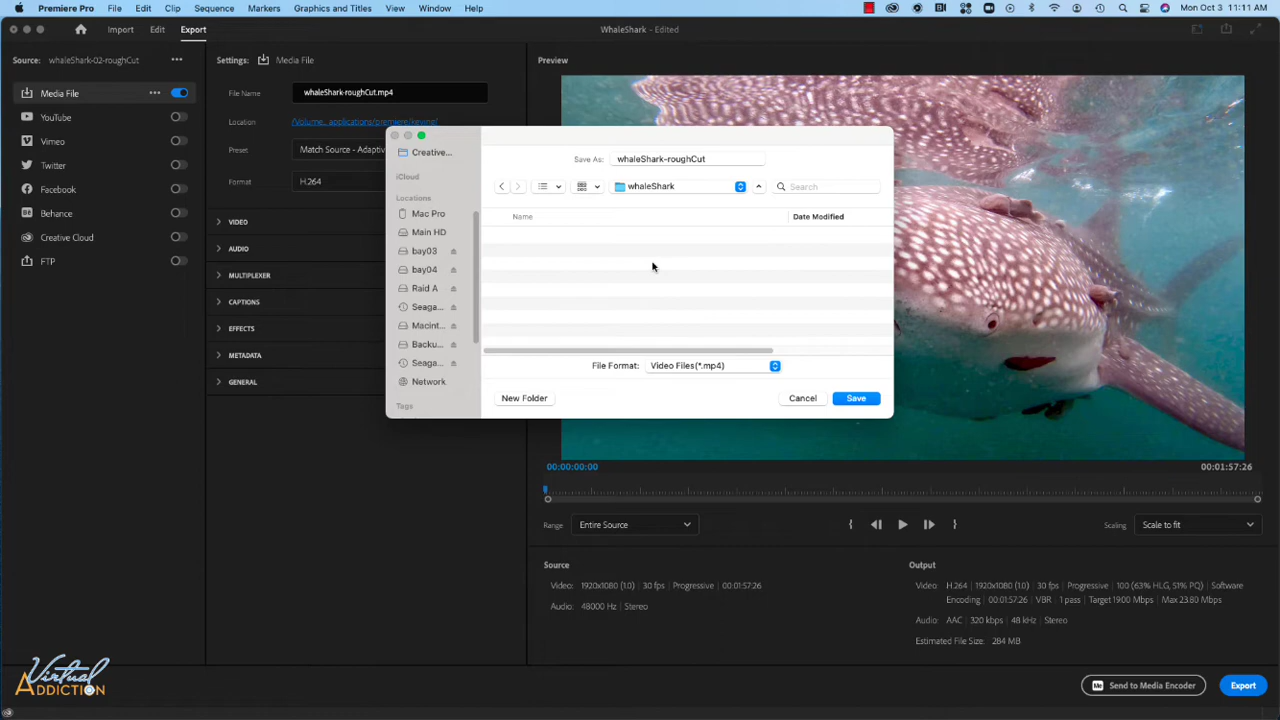 Premiere Pro File Edit Clip Sequence Markers Graphics and Titles View Window Help Mon Oct 3 11:11 AM
Import Edit Export WhaleShark - Edited
Source: whaleShark-02-roughCut
Settings: Media File
Preview
Media File
YouTube
Vimeo
Twitter
Facebook
Behance
Creative Cloud
FTP
File Name whaleShark-roughCut.mp4
Location /Volume...applications/premiere/keying/
Preset Match Source - Adaptiv
Format H.264
VIDEO
AUDIO
MULTIPLEXER
CAPTIONS
EFFECTS
METADATA
GENERAL
Creative...
iCloud
Locations
Mac Pro
Main HD
bay03
bay04
Raid A
Seaga...
Macint...
Backu...
Seaga...
Network
Tags
Save As: whaleShark-roughCut
whaleShark Search
Name Date Modified
File Format: Video Files(*.mp4)
New Folder Cancel Save
00:00:00:00 00:01:57:26
Range Entire Source Scaling Scale to fit
Source
Video: 1920x1080 (1.0) | 30 fps | Progressive | 00:01:57:26
Audio: 48000 Hz | Stereo
Output
Video: H.264 | 1920x1080 (1.0) | 30 fps | Progressive | 100 (63% HLG, 51% PQ) | Software
Encoding | 00:01:57:26 | VBR | 1 pass | Target 19.00 Mbps | Max 23.80 Mbps
Audio: AAC | 320 kbps | 48 kHz | Stereo
Estimated File Size: 284 MB
Virtual
ADDICTION
Me Send to Media Encoder Export